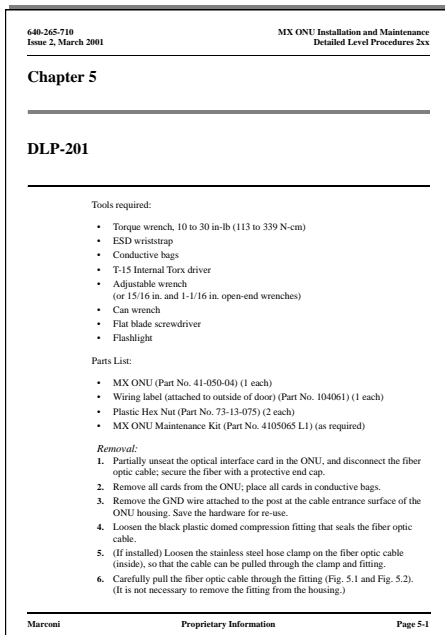 640-265-710
Issue 2, March 2001
MX ONU Installation and Maintenance
Detailed Level Procedures 2xx
Chapter 5
DLP-201
Tools required:
• Torque wrench, 10 to 30 in-lb (113 to 339 N-cm)
• ESD wriststrap
• Conductive bags
• T-15 Internal Torx driver
• Adjustable wrench
(or 15/16 in. and 1-1/16 in. open-end wrenches)
• Can wrench
• Flat blade screwdriver
• Flashlight
Parts List:
• MX ONU (Part No. 41-050-04) (1 each)
• Wiring label (attached to outside of door) (Part No. 104061) (1 each)
• Plastic Hex Nut (Part No. 73-13-075) (2 each)
• MX ONU Maintenance Kit (Part No. 4105065 L1) (as required)
Removal:
1. Partially unseat the optical interface card in the ONU, and disconnect the fiber
optic cable; secure the fiber with a protective end cap.
2. Remove all cards from the ONU; place all cards in conductive bags.
3. Remove the GND wire attached to the post at the cable entrance surface of the
ONU housing. Save the hardware for re-use.
4. Loosen the black plastic domed compression fitting that seals the fiber optic
cable.
5. (If installed) Loosen the stainless steel hose clamp on the fiber optic cable
(inside), so that the cable can be pulled through the clamp and fitting.
6. Carefully pull the fiber optic cable through the fitting (Fig. 5.1 and Fig. 5.2).
(It is not necessary to remove the fitting from the housing.)
Marconi
Proprietary Information
Page 5-1